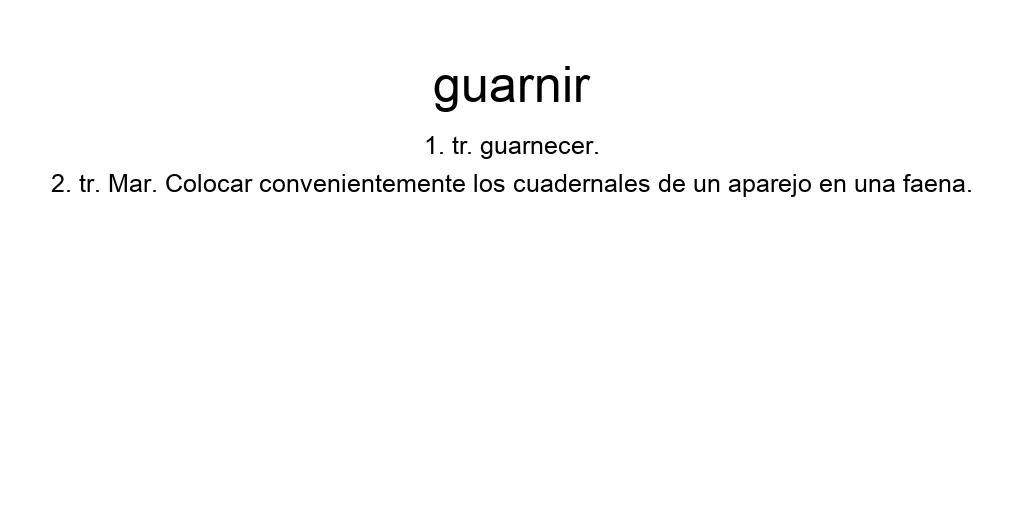 guarnir
1. tr. guarnecer.
2. tr. Mar. Colocar convenientemente los cuadernales de un aparejo en una faena.